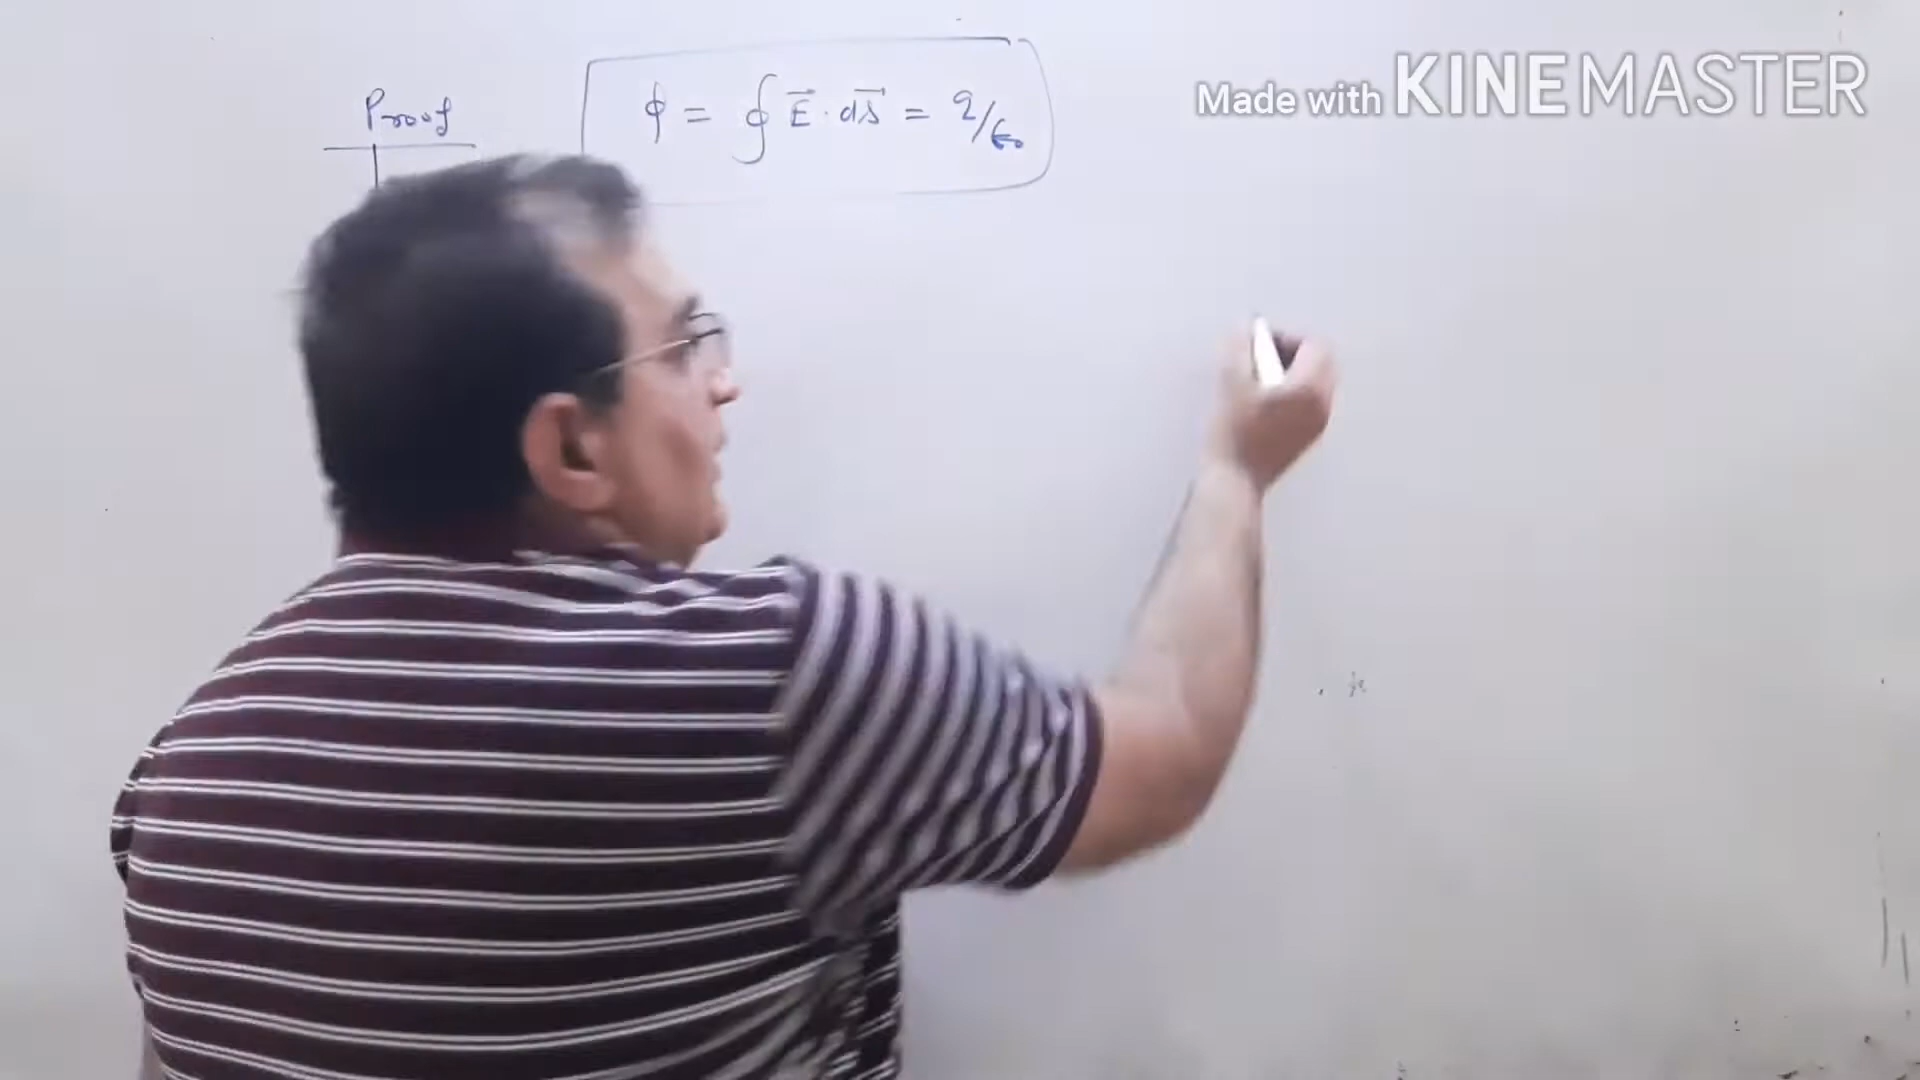 Proof
ϕ = ∮ E⃗ · ds⃗ = q/ε₀
Made with KINEMASTER